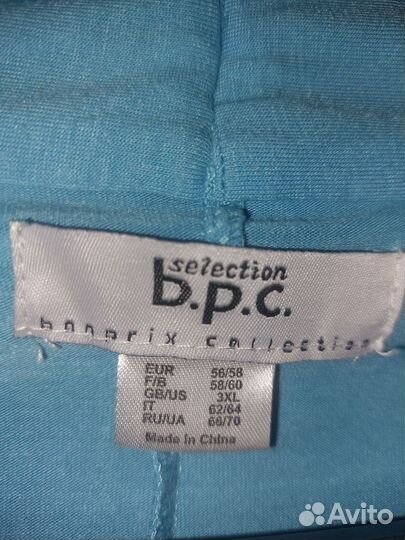 selection
b.p.c.
bonprix collection
EUR 56/58
F/B 58/60
GB/US 3XL
IT 62/64
RU/UA 66/70
Made in China
Avito